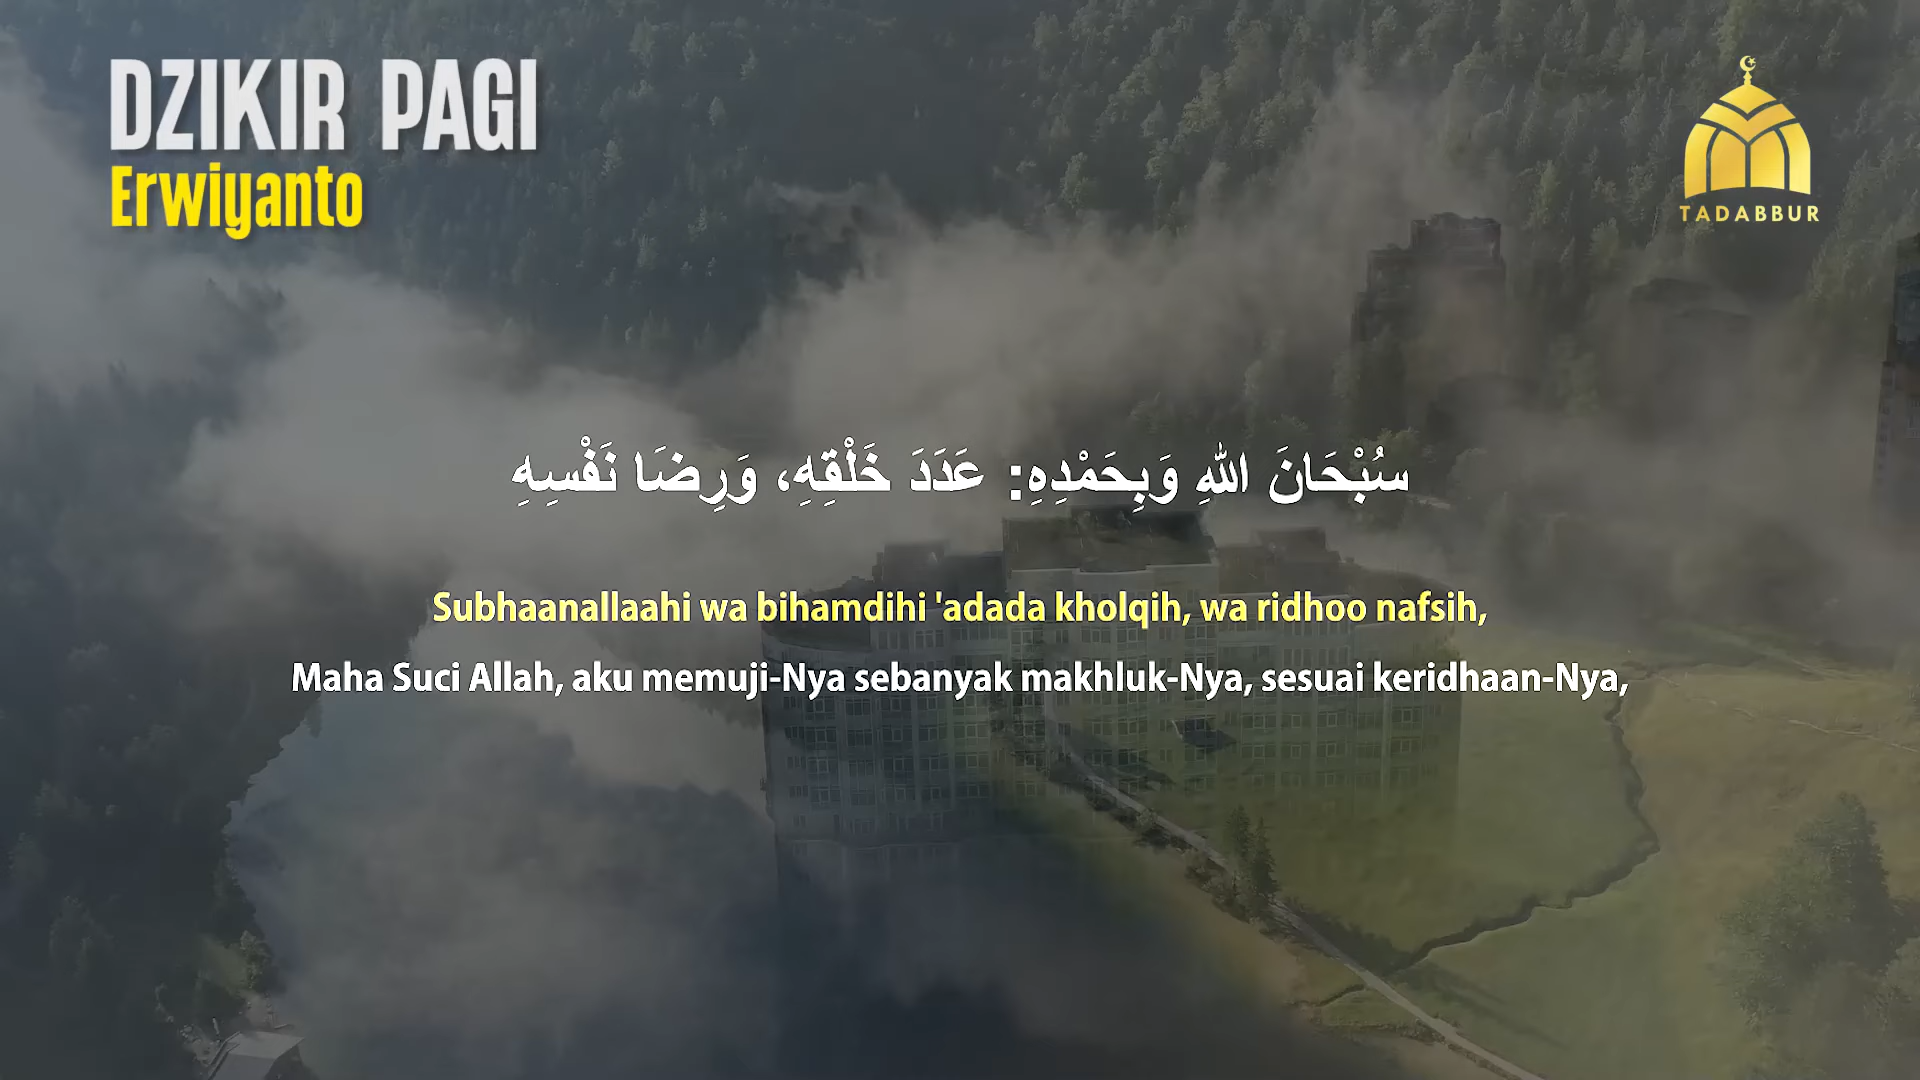 DZIKIR PAGI
Erwiyanto
TADABBUR
سُبْحَانَ اللهِ وَبِحَمْدِهِ: عَدَدَ خَلْقِهِ، وَرِضَا نَفْسِهِ
Subhaanallaahi wa bihamdihi 'adada kholqih, wa ridhoo nafsih,
Maha Suci Allah, aku memuji-Nya sebanyak makhluk-Nya, sesuai keridhaan-Nya,